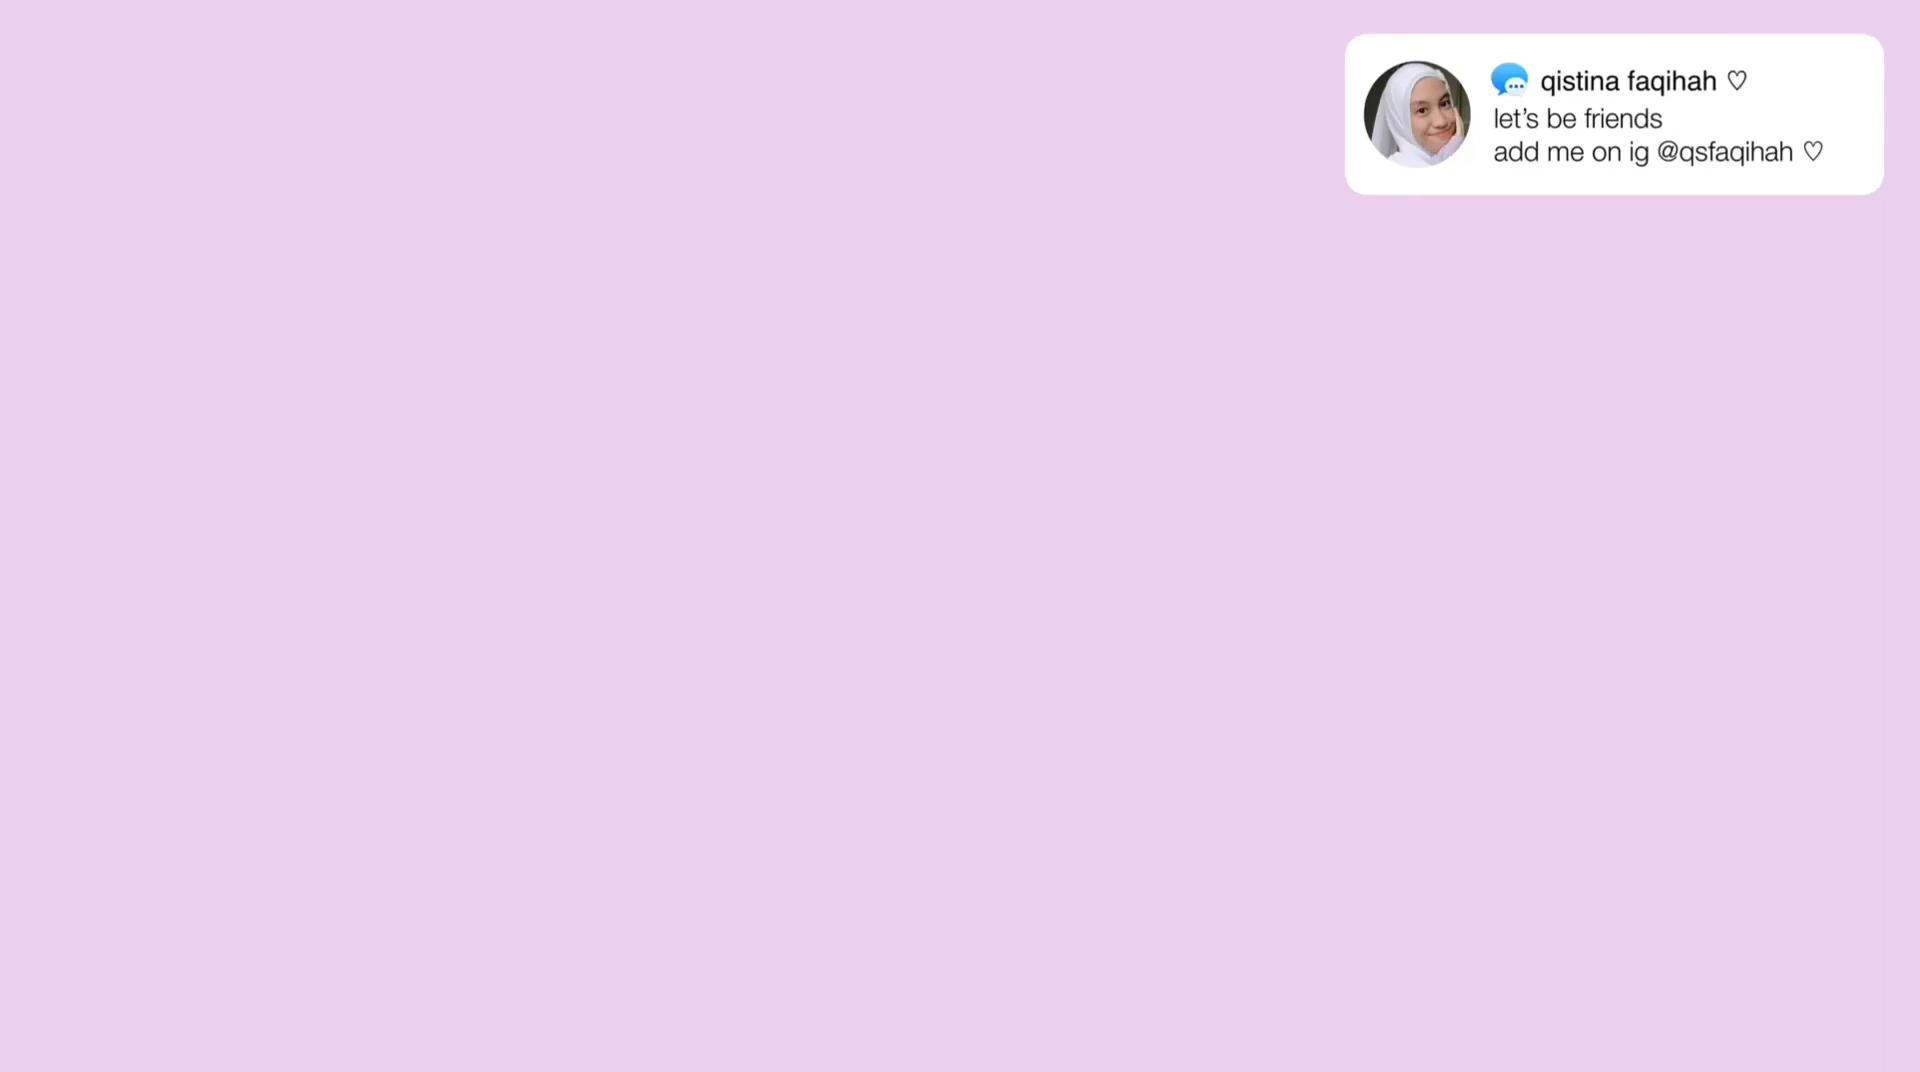 qistina faqihah ♡
let’s be friends
add me on ig @qsfaqihah ♡